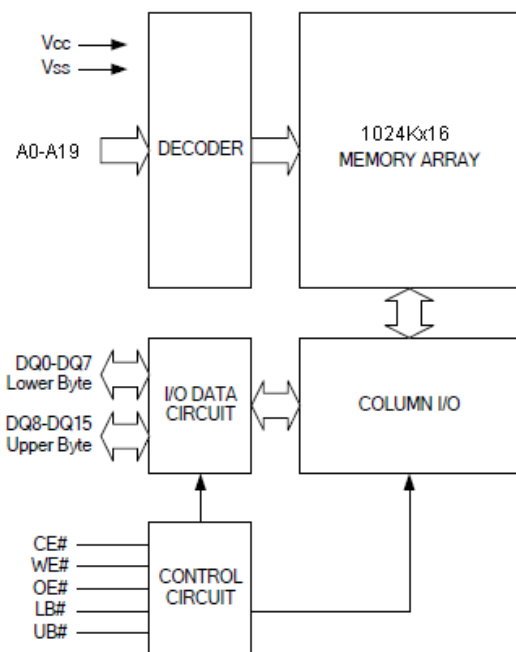 Vcc
Vss
A0-A19
DECODER
1024Kx16
MEMORY ARRAY
DQ0-DQ7
Lower Byte
DQ8-DQ15
Upper Byte
I/O DATA
CIRCUIT
COLUMN I/O
CE#
WE#
OE#
LB#
UB#
CONTROL
CIRCUIT